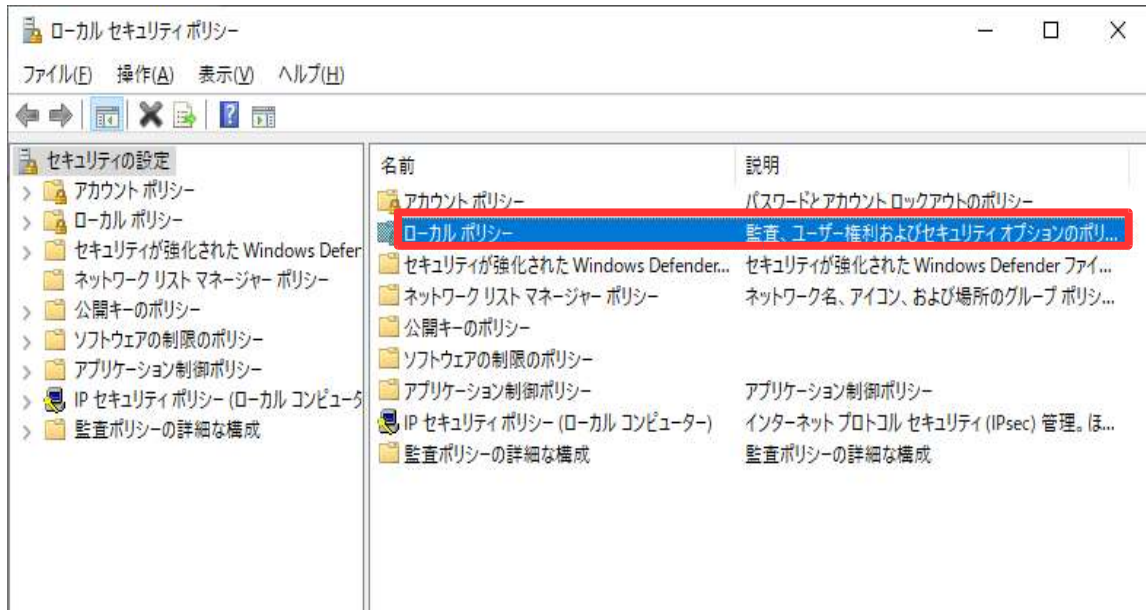 ローカル セキュリティ ポリシー
ファイル(F) 操作(A) 表示(V) ヘルプ(H)
セキュリティの設定
アカウント ポリシー
ローカル ポリシー
セキュリティが強化された Windows Defer
ネットワーク リスト マネージャー ポリシー
公開キーのポリシー
ソフトウェアの制限のポリシー
アプリケーション制御ポリシー
IP セキュリティ ポリシー (ローカル コンピュータ
監査ポリシーの詳細な構成
名前 説明
アカウント ポリシー パスワードとアカウント ロックアウトのポリシー
ローカル ポリシー 監査、ユーザー権利およびセキュリティ オプションのポリ...
セキュリティが強化された Windows Defender... セキュリティが強化された Windows Defender ファイ...
ネットワーク リスト マネージャー ポリシー ネットワーク名、アイコン、および場所のグループ ポリシ...
公開キーのポリシー
ソフトウェアの制限のポリシー
アプリケーション制御ポリシー アプリケーション制御ポリシー
IP セキュリティ ポリシー (ローカル コンピューター) インターネット プロトコル セキュリティ (IPsec) 管理。ほ...
監査ポリシーの詳細な構成 監査ポリシーの詳細な構成